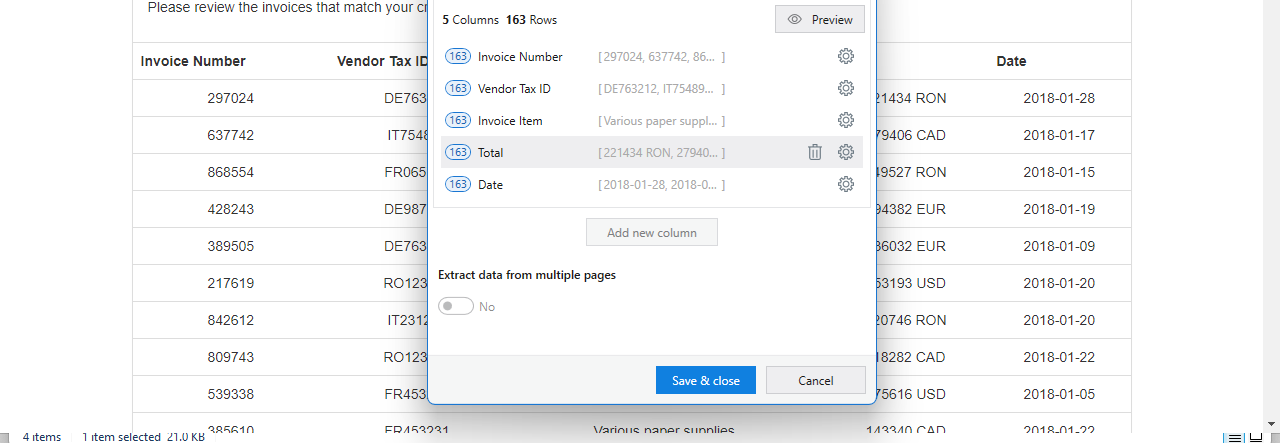 Please review the invoices that match your
5 Columns 163 Rows
Preview
Invoice Number
Vendor Tax ID
Date
163 Invoice Number [297024, 637742, 86... ]
163 Vendor Tax ID [DE763212, IT75489... ]
163 Invoice Item [Various paper suppl... ]
163 Total [221434 RON, 27940... ]
163 Date [2018-01-28, 2018-0... ]
Add new column
Extract data from multiple pages
No
Save & close
Cancel
297024 DE763 21434 RON 2018-01-28
637742 IT7548 79406 CAD 2018-01-17
868554 FR065 49527 RON 2018-01-15
428243 DE987 94382 EUR 2018-01-19
389505 DE763 36032 EUR 2018-01-09
217619 RO123 53193 USD 2018-01-20
842612 IT2312 20746 RON 2018-01-20
809743 RO123 18282 CAD 2018-01-22
539338 FR453 75616 USD 2018-01-05
385610 FR453231 Various paper supplies 143340 CAD 2018-01-22
4 items 1 item selected 21.0 KB